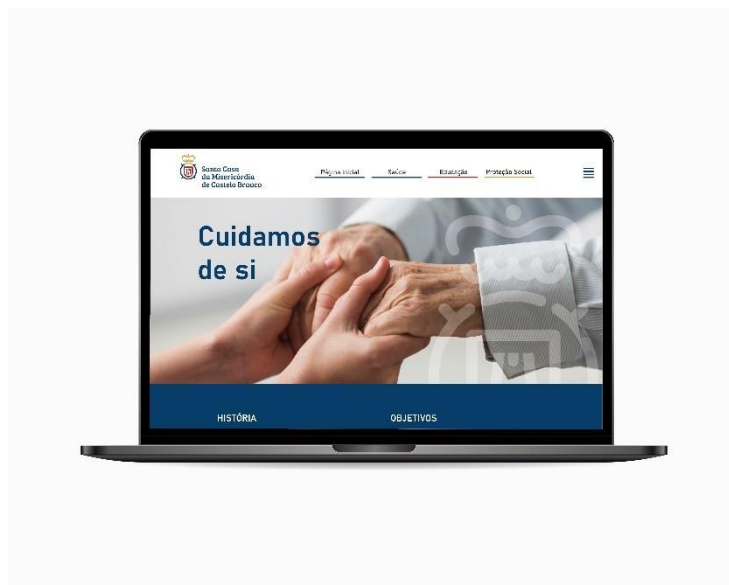 Santa Casa
da Misericórdia
de Castelo Branco
Página Inicial Saúde Educação Proteção Social
Cuidamos
de si
HISTÓRIA OBJETIVOS